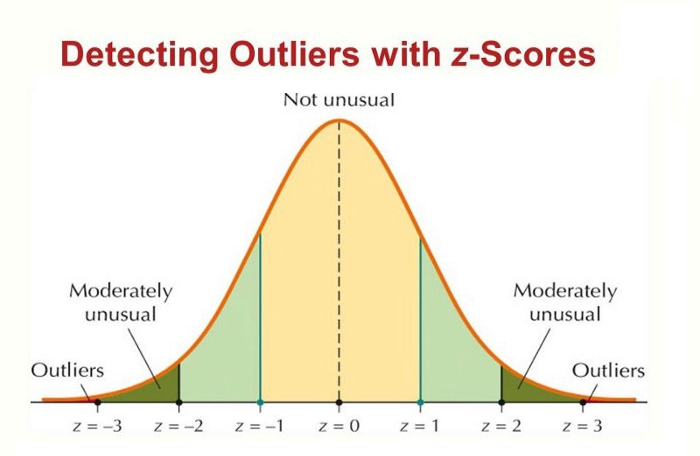 Detecting Outliers with z-Scores
Not unusual
Moderately
unusual
Moderately
unusual
Outliers
Outliers
z = –3 z = –2 z = –1 z = 0 z = 1 z = 2 z = 3